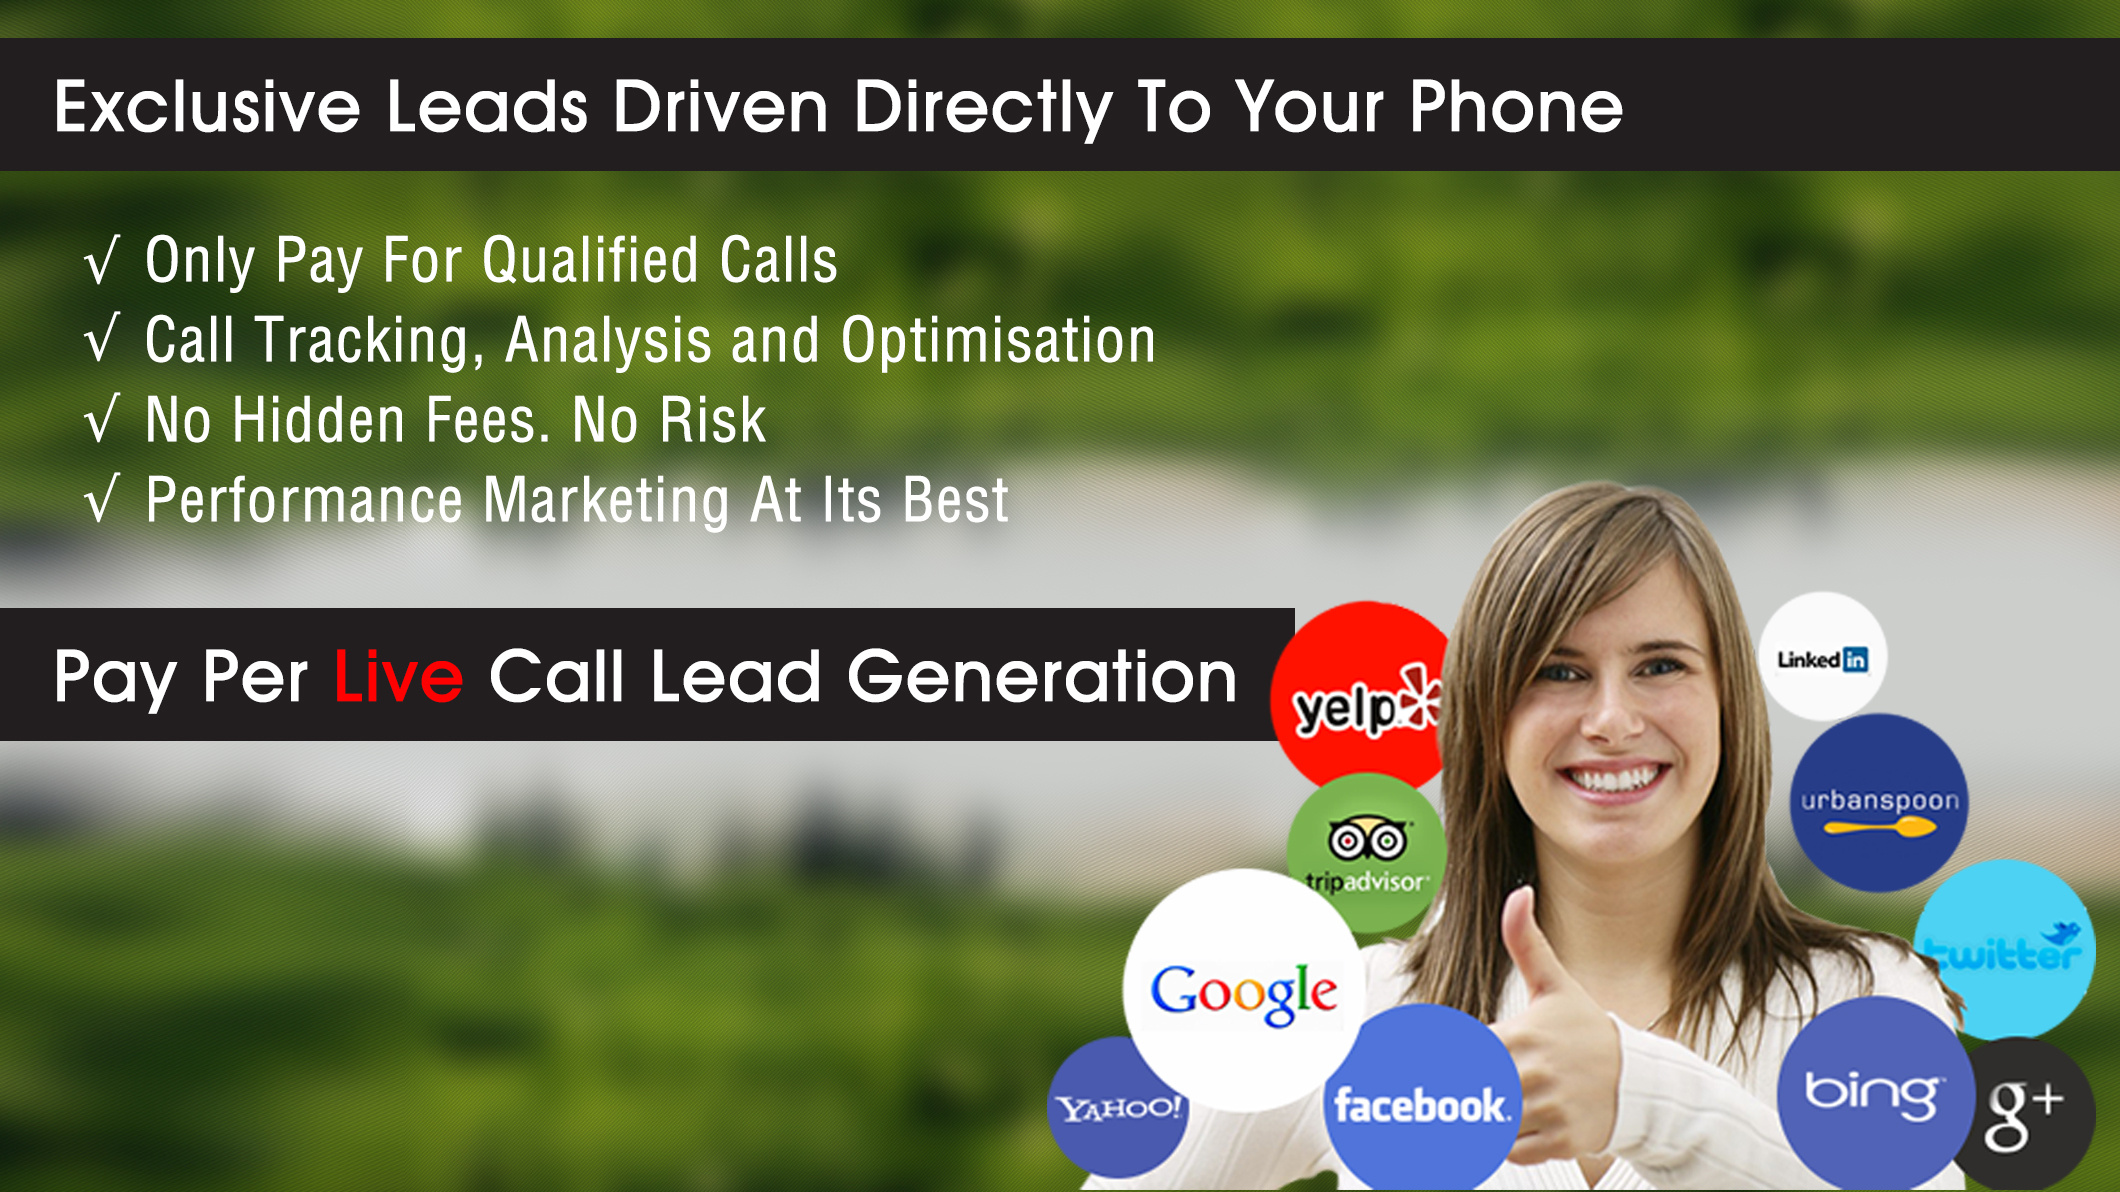 Exclusive Leads Driven Directly To Your Phone
√ Only Pay For Qualified Calls
√ Call Tracking, Analysis and Optimisation
√ No Hidden Fees. No Risk
√ Performance Marketing At Its Best
Pay Per Live Call Lead Generation
yelp
Linked in
urbanspoon
tripadvisor
twitter
Google
YAHOO!
facebook.
bing
g+